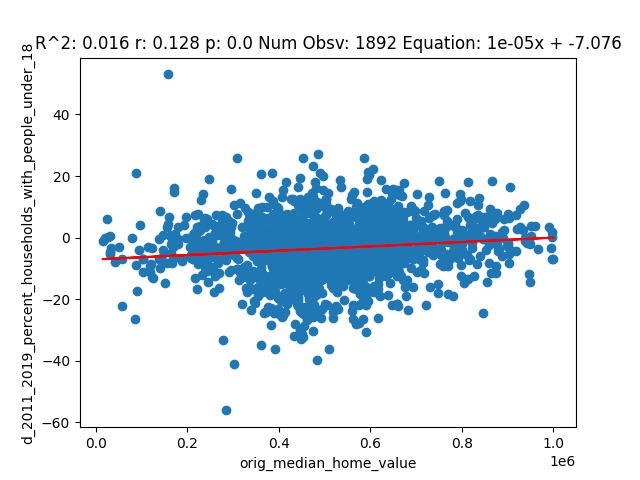 R^2: 0.016 r: 0.128 p: 0.0 Num Obsv: 1892 Equation: 1e-05x + -7.076
d_2011_2019_percent_households_with_people_under_18
40
20
0
−20
−40
−60
0.0 0.2 0.4 0.6 0.8 1.0
1e6
orig_median_home_value